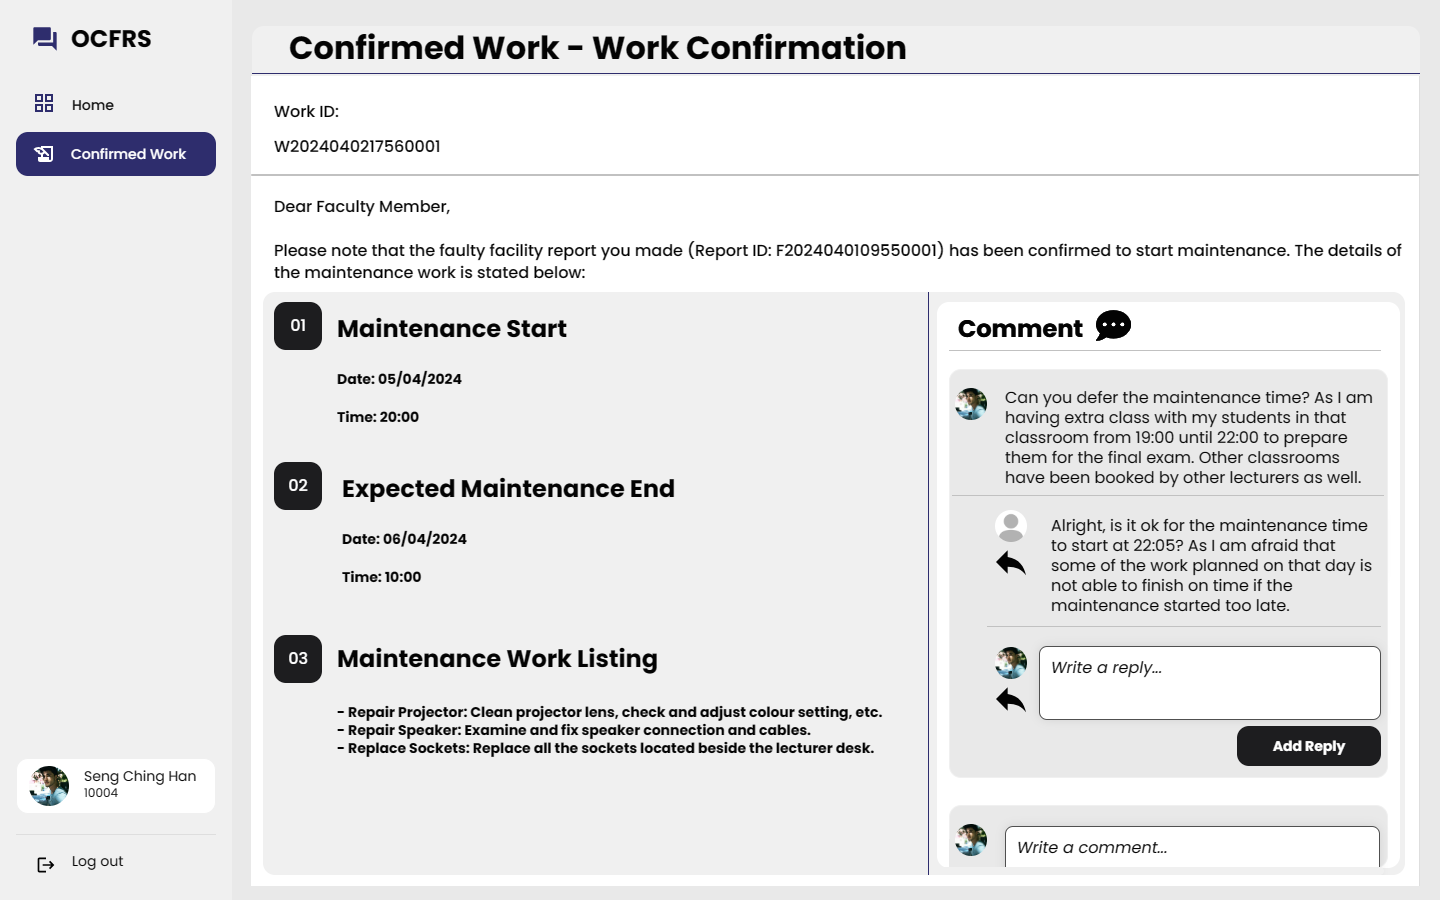 OCFRS
Home
Confirmed Work
Seng Ching Han
10004
Log out
Confirmed Work - Work Confirmation
Work ID:
W2024040217560001
Dear Faculty Member,
Please note that the faulty facility report you made (Report ID: F2024040109550001) has been confirmed to start maintenance. The details of
the maintenance work is stated below:
01
Maintenance Start
Date: 05/04/2024
Time: 20:00
02
Expected Maintenance End
Date: 06/04/2024
Time: 10:00
03
Maintenance Work Listing
- Repair Projector: Clean projector lens, check and adjust colour setting, etc.
- Repair Speaker: Examine and fix speaker connection and cables.
- Replace Sockets: Replace all the sockets located beside the lecturer desk.
Comment
Can you defer the maintenance time? As I am
having extra class with my students in that
classroom from 19:00 until 22:00 to prepare
them for the final exam. Other classrooms
have been booked by other lecturers as well.
Alright, is it ok for the maintenance time
to start at 22:05? As I am afraid that
some of the work planned on that day is
not able to finish on time if the
maintenance started too late.
Write a reply...
Add Reply
Write a comment...